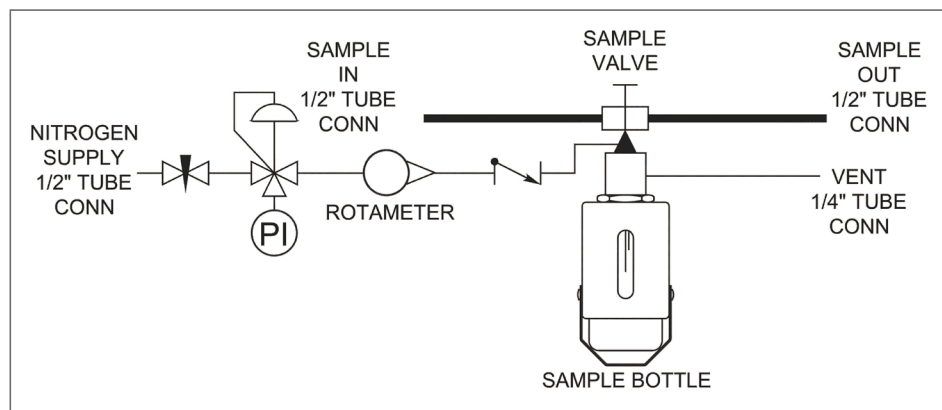 SAMPLE
IN
1/2" TUBE
CONN
SAMPLE
VALVE
SAMPLE
OUT
1/2" TUBE
CONN
NITROGEN
SUPPLY
1/2" TUBE
CONN
PI
ROTAMETER
VENT
1/4" TUBE
CONN
SAMPLE BOTTLE